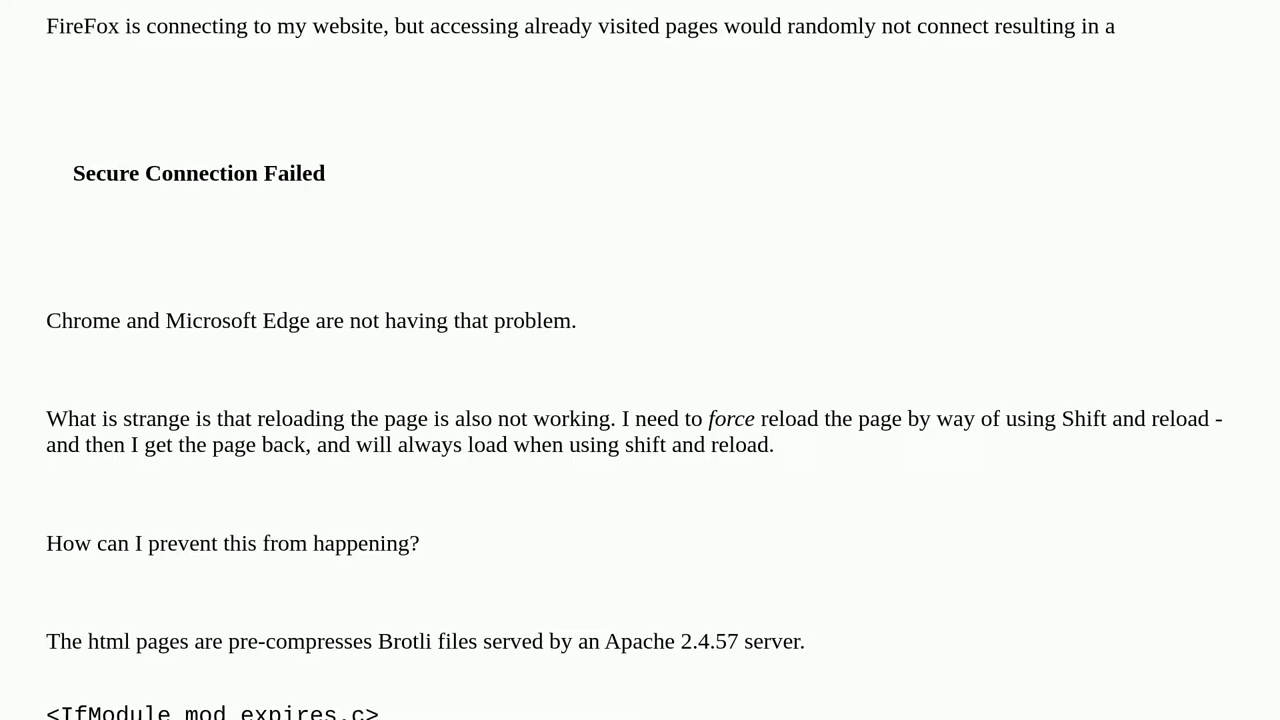 FireFox is connecting to my website, but accessing already visited pages would randomly not connect resulting in a
Secure Connection Failed
Chrome and Microsoft Edge are not having that problem.
What is strange is that reloading the page is also not working. I need to force reload the page by way of using Shift and reload -
and then I get the page back, and will always load when using shift and reload.
How can I prevent this from happening?
The html pages are pre-compresses Brotli files served by an Apache 2.4.57 server.
<IfModule mod_expires.c>